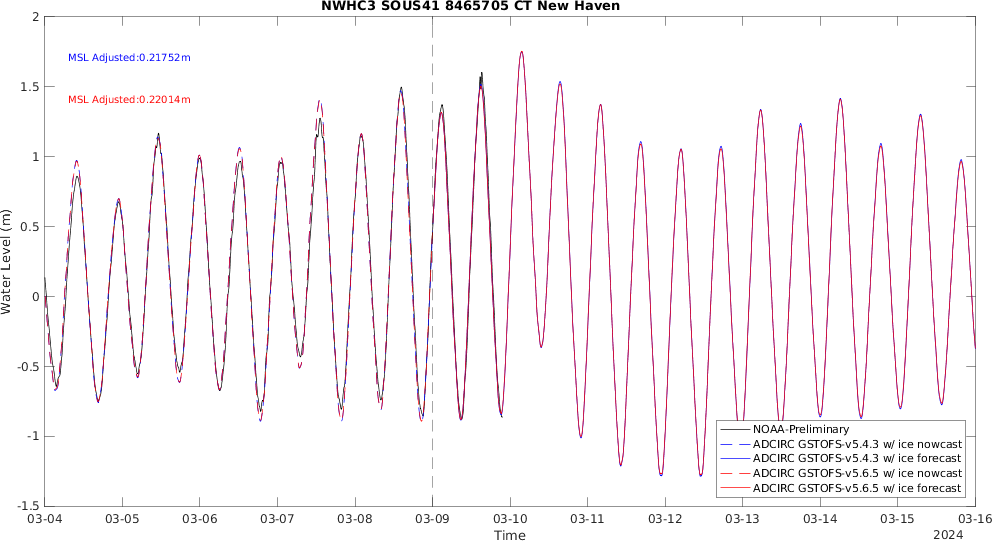 NWHC3 SOUS41 8465705 CT New Haven
2
MSL Adjusted:0.21752m
1.5
MSL Adjusted:0.22014m
1
0.5
Water Level (m)
0
-0.5
-1
-1.5
NOAA-Preliminary
ADCIRC GSTOFS-v5.4.3 w/ ice nowcast
ADCIRC GSTOFS-v5.4.3 w/ ice forecast
ADCIRC GSTOFS-v5.6.5 w/ ice nowcast
ADCIRC GSTOFS-v5.6.5 w/ ice forecast
03-04 03-05 03-06 03-07 03-08 03-09 03-10 03-11 03-12 03-13 03-14 03-15 03-16
Time
2024